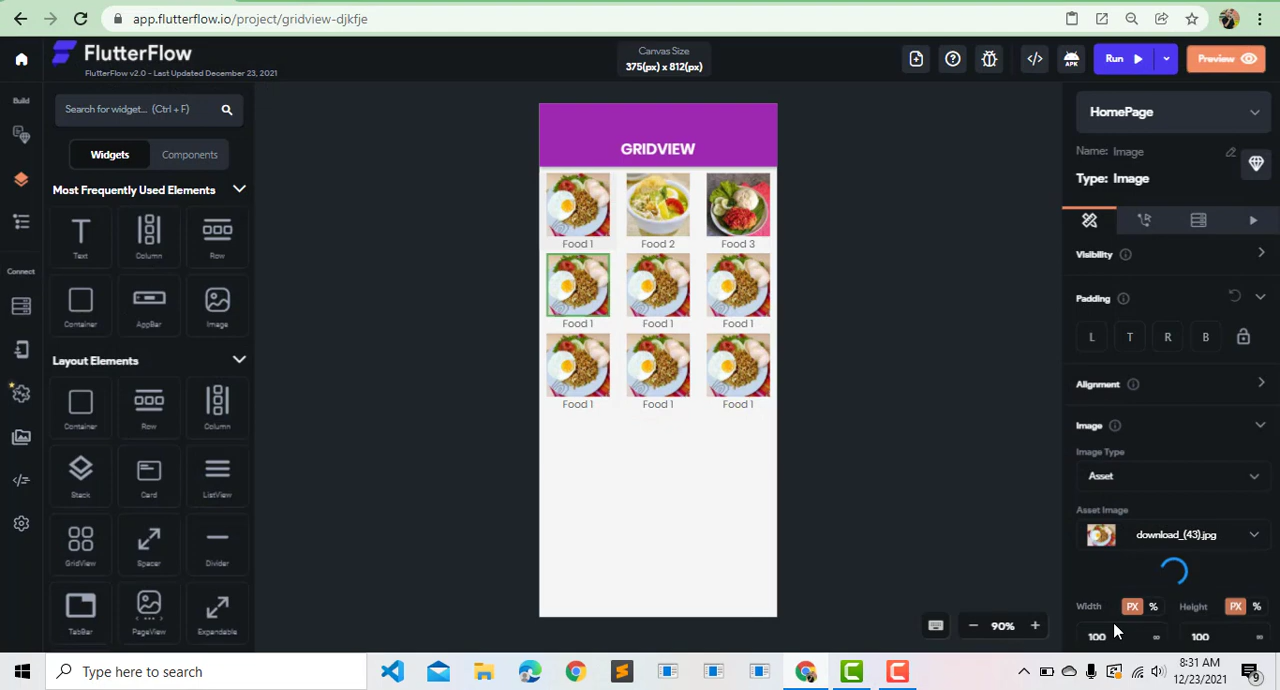 app.flutterflow.io/project/gridview-djkfje
FlutterFlow
FlutterFlow v2.0 - Last Updated December 23, 2021
Canvas Size
375(px) x 812(px)
APK
Run
Preview
Build
Search for widget... (Ctrl + F)
Widgets
Components
Most Frequently Used Elements
Text
Column
Row
Connect
Container
AppBar
Image
Layout Elements
Container
Row
Column
Stack
Card
ListView
GridView
Spacer
Divider
TabBar
PageView
Expandable
GRIDVIEW
Food 1
Food 2
Food 3
Food 1
Food 1
Food 1
Food 1
Food 1
Food 1
90%
HomePage
Name: Image
Type: Image
Visibility
Padding
L
T
R
B
Alignment
Image
Image Type
Asset
Asset Image
download_(43).jpg
Width
PX
%
Height
PX
%
100
∞
100
∞
Type here to search
8:31 AM
12/23/2021
9